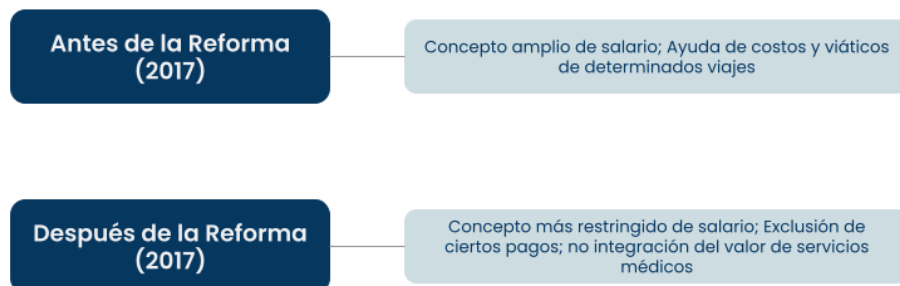 Antes de la Reforma
(2017)
Concepto amplio de salario; Ayuda de costos y viáticos
de determinados viajes
Después de la Reforma
(2017)
Concepto más restringido de salario; Exclusión de
ciertos pagos; no integración del valor de servicios
médicos